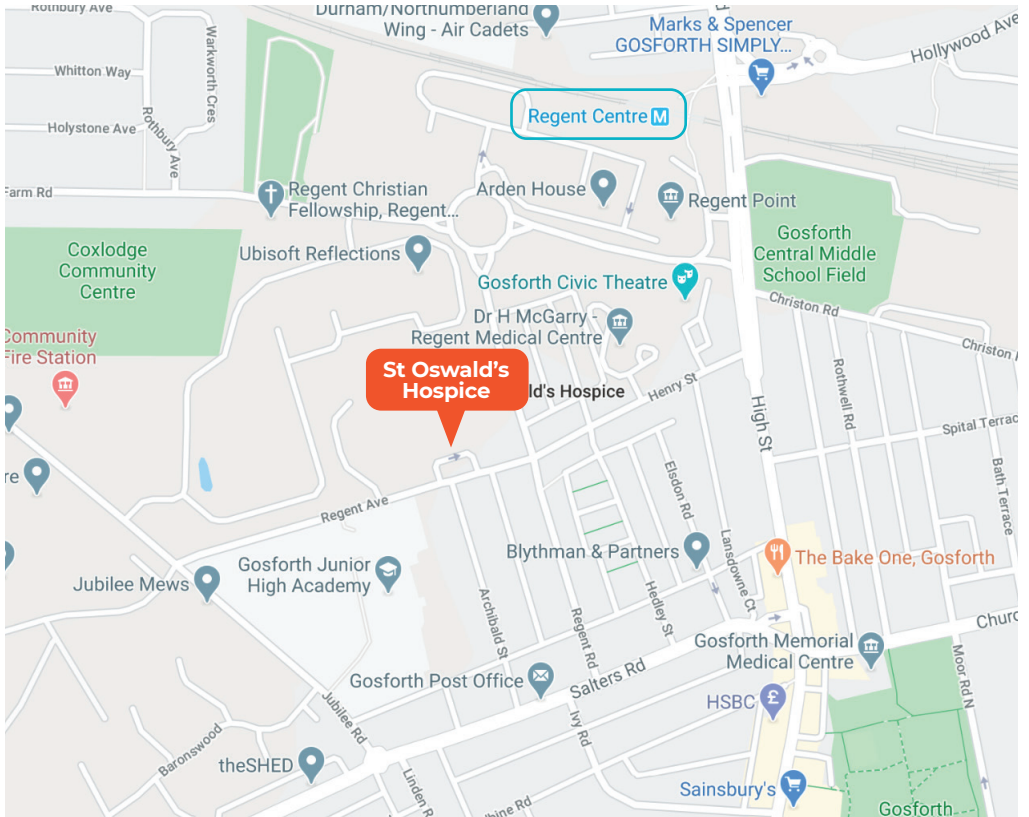 Rothbury Ave
Durham/Northumberland
Wing - Air Cadets
Marks & Spencer
GOSFORTH SIMPLY...
Hollywood Ave
Warkworth Cres
Whitton Way
Holystone Ave
Rothbury Ave
Regent Centre M
Farm Rd
Regent Christian
Fellowship, Regent...
Arden House
Regent Point
Coxlodge
Community
Centre
Ubisoft Reflections
Gosforth
Central Middle
School Field
Gosforth Civic Theatre
Christon Rd
Dr H McGarry -
Regent Medical Centre
Community
Fire Station
Christon R
St Oswald's
Hospice
ld's Hospice
Henry St
Rothwell Rd
High St
Spital Terrac
re
Elsdon Rd
Bath Terrace
Regent Ave
Lansdowne Ct
Gosforth Junior
High Academy
Blythman & Partners
The Bake One, Gosforth
Jubilee Mews
Archibald St
Regent Rd
Hedley St
Churc
Gosforth Memorial
Medical Centre
Moor Rd N
Gosforth Post Office
Salters Rd
HSBC
£
Jubilee Rd
Ivy Rd
Baronswood
theSHED
Linden R
Sainsbury's
hine Rd
Gosforth